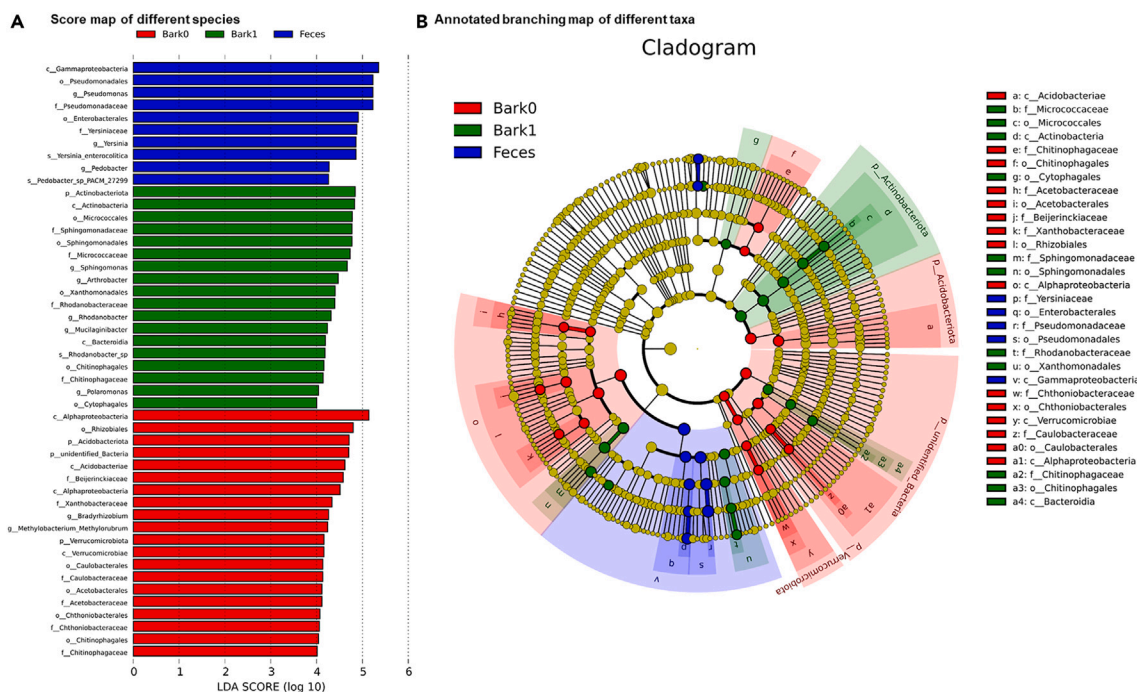 A Score map of different species
Bark0 Bark1 Feces
c__Gammaproteobacteria
o__Pseudomonadales
g__Pseudomonas
f__Pseudomonadaceae
o__Enterobacterales
f__Yersiniaceae
g__Yersinia
s__Yersinia_enterocolitica
g__Pedobacter
s__Pedobacter_sp_PACM_27299
p__Actinobacteriota
c__Actinobacteria
o__Micrococcales
f__Sphingomonadaceae
o__Sphingomonadales
f__Micrococcaceae
g__Sphingomonas
g__Arthrobacter
o__Xanthomonadales
f__Rhodanobacteraceae
g__Rhodanobacter
g__Mucilaginibacter
c__Bacteroidia
s__Rhodanobacter_sp
o__Chitinophagales
f__Chitinophagaceae
g__Polaromonas
o__Cytophagales
c__Alphaproteobacteria
o__Rhizobiales
p__Acidobacteriota
p__unidentified_Bacteria
c__Acidobacteriae
f__Beijerinckiaceae
c__Alphaproteobacteria
f__Xanthobacteraceae
g__Bradyrhizobium
g__Methylobacterium_Methylorubrum
p__Verrucomicrobiota
c__Verrucomicrobiae
o__Caulobacterales
f__Caulobacteraceae
o__Acetobacterales
f__Acetobacteraceae
o__Chthoniobacterales
f__Chthoniobacteraceae
o__Chitinophagales
f__Chitinophagaceae
0 1 2 3 4 5 6
LDA SCORE (log 10)
B Annotated branching map of different taxa
Cladogram
Bark0
Bark1
Feces
g
f
e
p__Actinobacteriota
d
c
b
p__Acidobacteriota
a
p__unidentified_Bacteria
a4
a3
a2
a1
a0
z
p__Verrucomicrobiota
y
x
w
u
t
s
r
q
p
v
n
m
o
l
k
j
i
h
a: c__Acidobacteriae
b: f__Micrococcaceae
c: o__Micrococcales
d: c__Actinobacteria
e: f__Chitinophagaceae
f: o__Chitinophagales
g: o__Cytophagales
h: f__Acetobacteraceae
i: o__Acetobacterales
j: f__Beijerinckiaceae
k: f__Xanthobacteraceae
l: o__Rhizobiales
m: f__Sphingomonadaceae
n: o__Sphingomonadales
o: c__Alphaproteobacteria
p: f__Yersiniaceae
q: o__Enterobacterales
r: f__Pseudomonadaceae
s: o__Pseudomonadales
t: f__Rhodanobacteraceae
u: o__Xanthomonadales
v: c__Gammaproteobacteria
w: f__Chthoniobacteraceae
x: o__Chthoniobacterales
y: c__Verrucomicrobiae
z: f__Caulobacteraceae
a0: o__Caulobacterales
a1: c__Alphaproteobacteria
a2: f__Chitinophagaceae
a3: o__Chitinophagales
a4: c__Bacteroidia